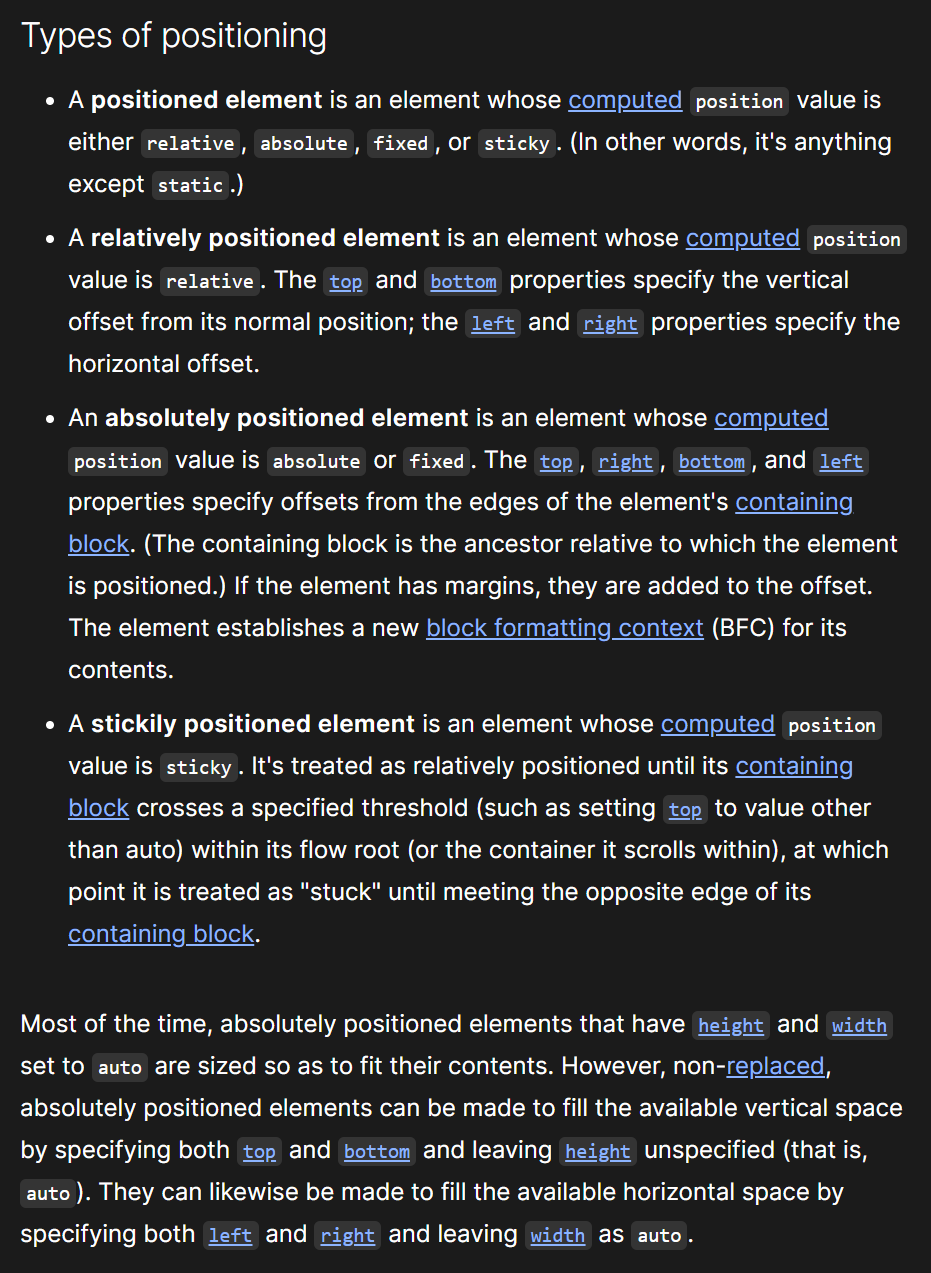 Types of positioning
• A positioned element is an element whose computed position value is
either relative, absolute, fixed, or sticky. (In other words, it's anything
except static.)
• A relatively positioned element is an element whose computed position
value is relative. The top and bottom properties specify the vertical
offset from its normal position; the left and right properties specify the
horizontal offset.
• An absolutely positioned element is an element whose computed
position value is absolute or fixed. The top, right, bottom, and left
properties specify offsets from the edges of the element's containing
block. (The containing block is the ancestor relative to which the element
is positioned.) If the element has margins, they are added to the offset.
The element establishes a new block formatting context (BFC) for its
contents.
• A stickily positioned element is an element whose computed position
value is sticky. It's treated as relatively positioned until its containing
block crosses a specified threshold (such as setting top to value other
than auto) within its flow root (or the container it scrolls within), at which
point it is treated as "stuck" until meeting the opposite edge of its
containing block.
Most of the time, absolutely positioned elements that have height and width
set to auto are sized so as to fit their contents. However, non-replaced,
absolutely positioned elements can be made to fill the available vertical space
by specifying both top and bottom and leaving height unspecified (that is,
auto). They can likewise be made to fill the available horizontal space by
specifying both left and right and leaving width as auto.